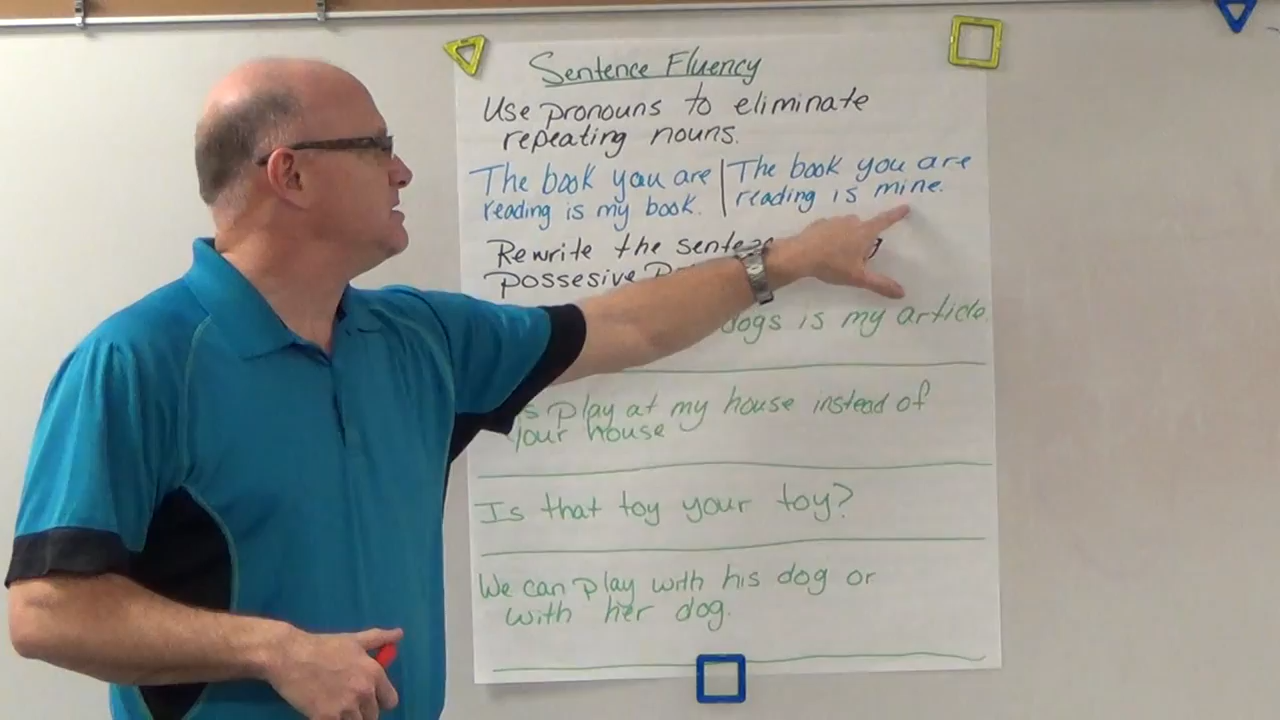 Sentence Fluency
Use pronouns to eliminate
repeating nouns.
The book you are
reading is my book.
The book you are
reading is mine.
Rewrite the
Possesive
dogs is my article.
play at my house instead of
your house
Is that toy your toy?
We can play with his dog or
with her dog.